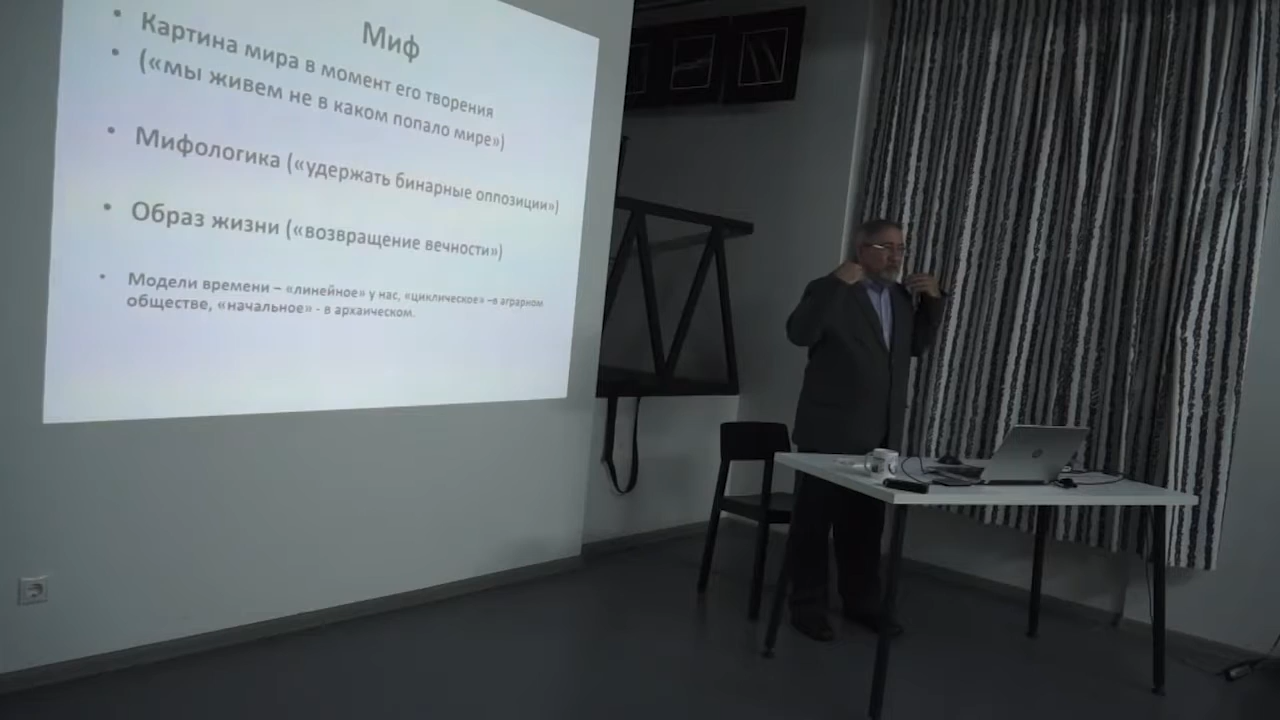 Миф
• Картина мира в момент его творения
• («мы живем не в каком попало мире»)
• Мифологика («удержать бинарные оппозиции»)
• Образ жизни («возвращение вечности»)
• Модели времени – «линейное» у нас, «циклическое» –в аграрном
обществе, «начальное» - в архаическом.